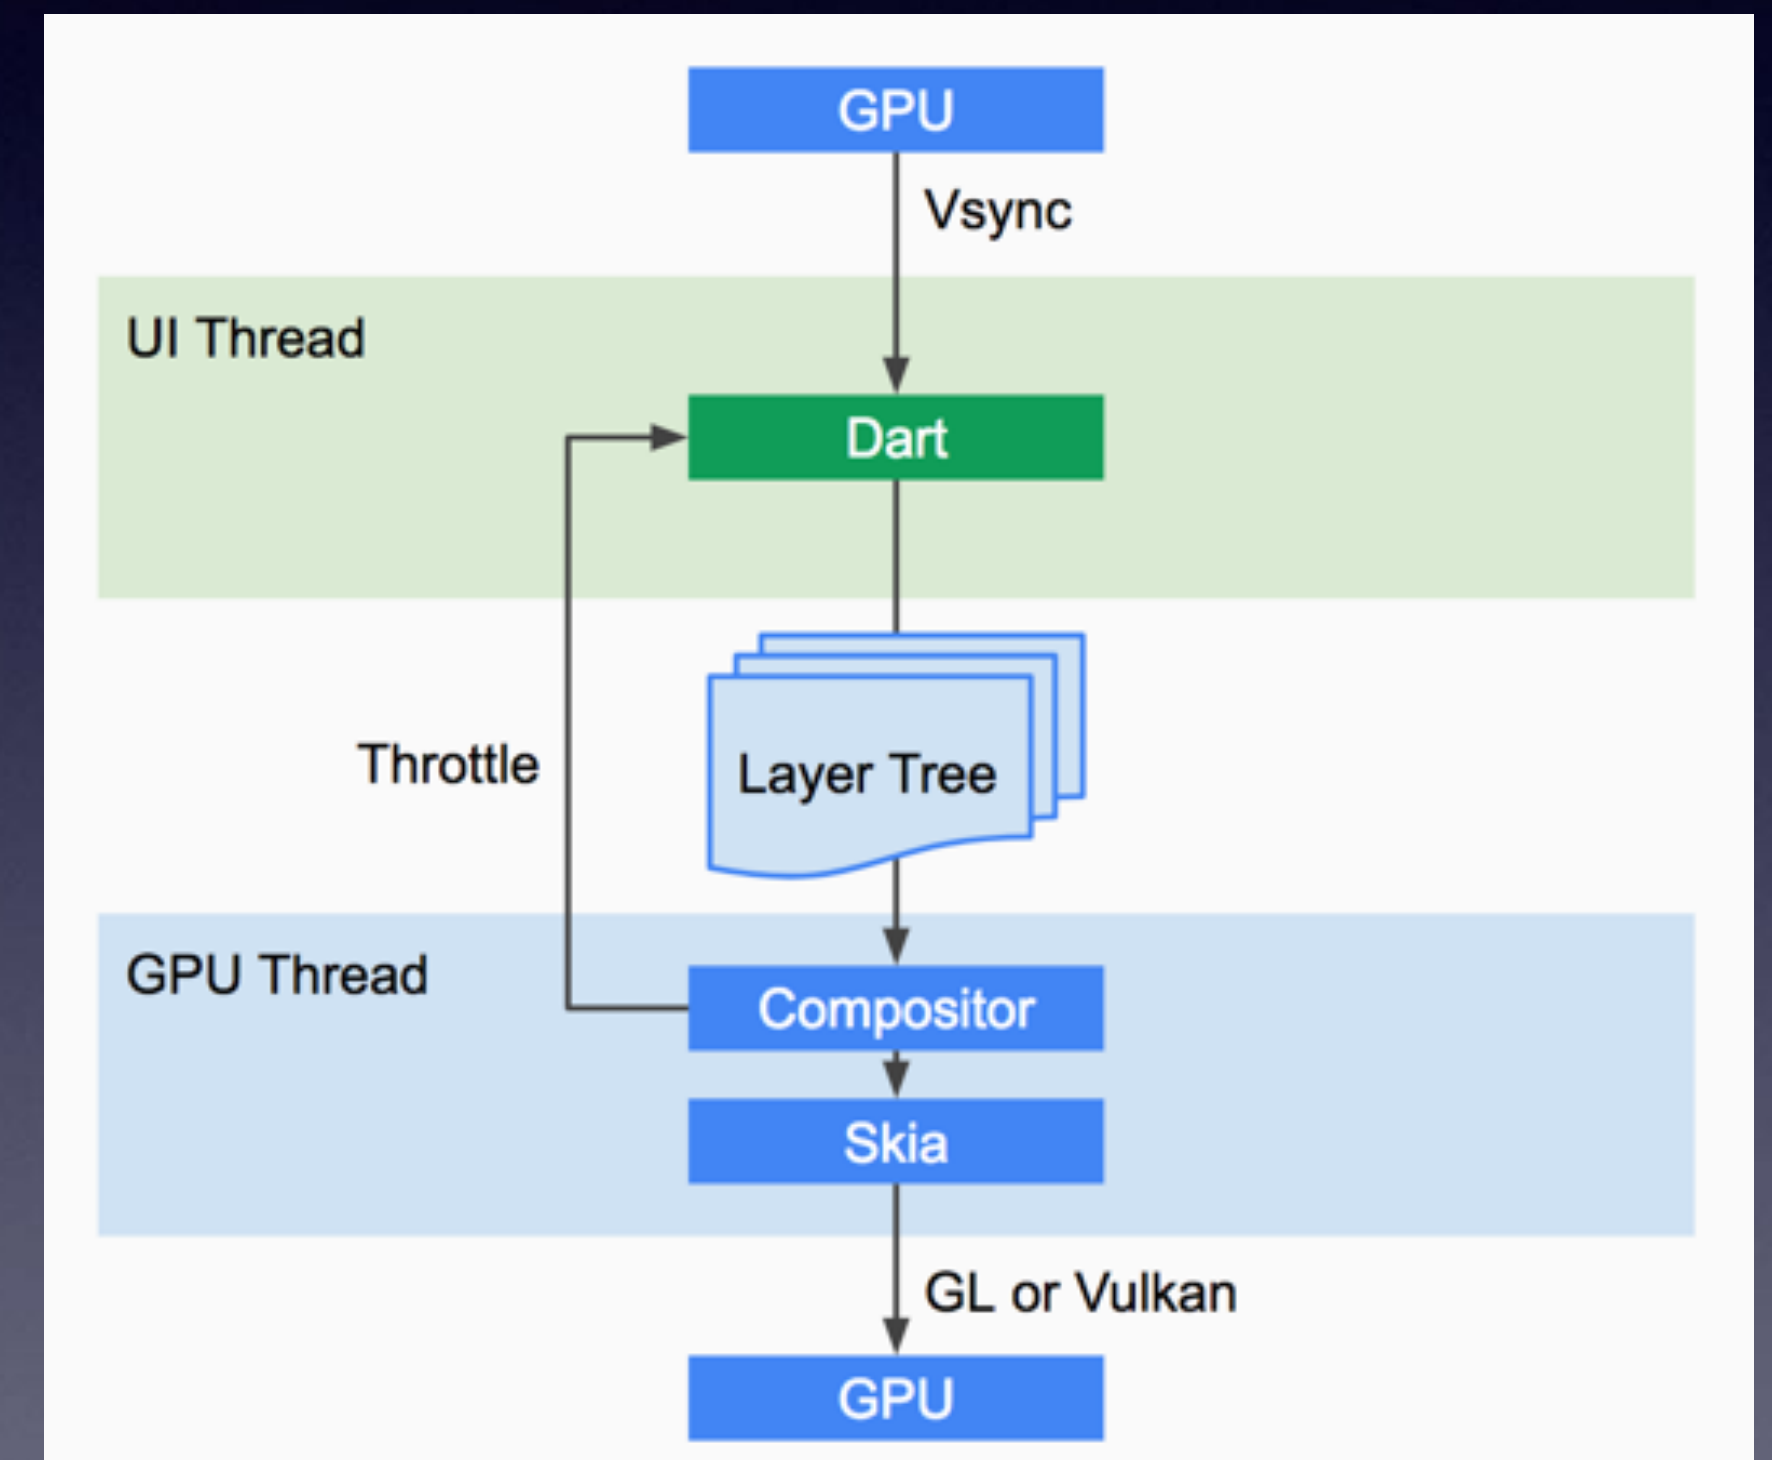 GPU
Vsync
UI Thread
Dart
Throttle
Layer Tree
GPU Thread
Compositor
Skia
GL or Vulkan
GPU